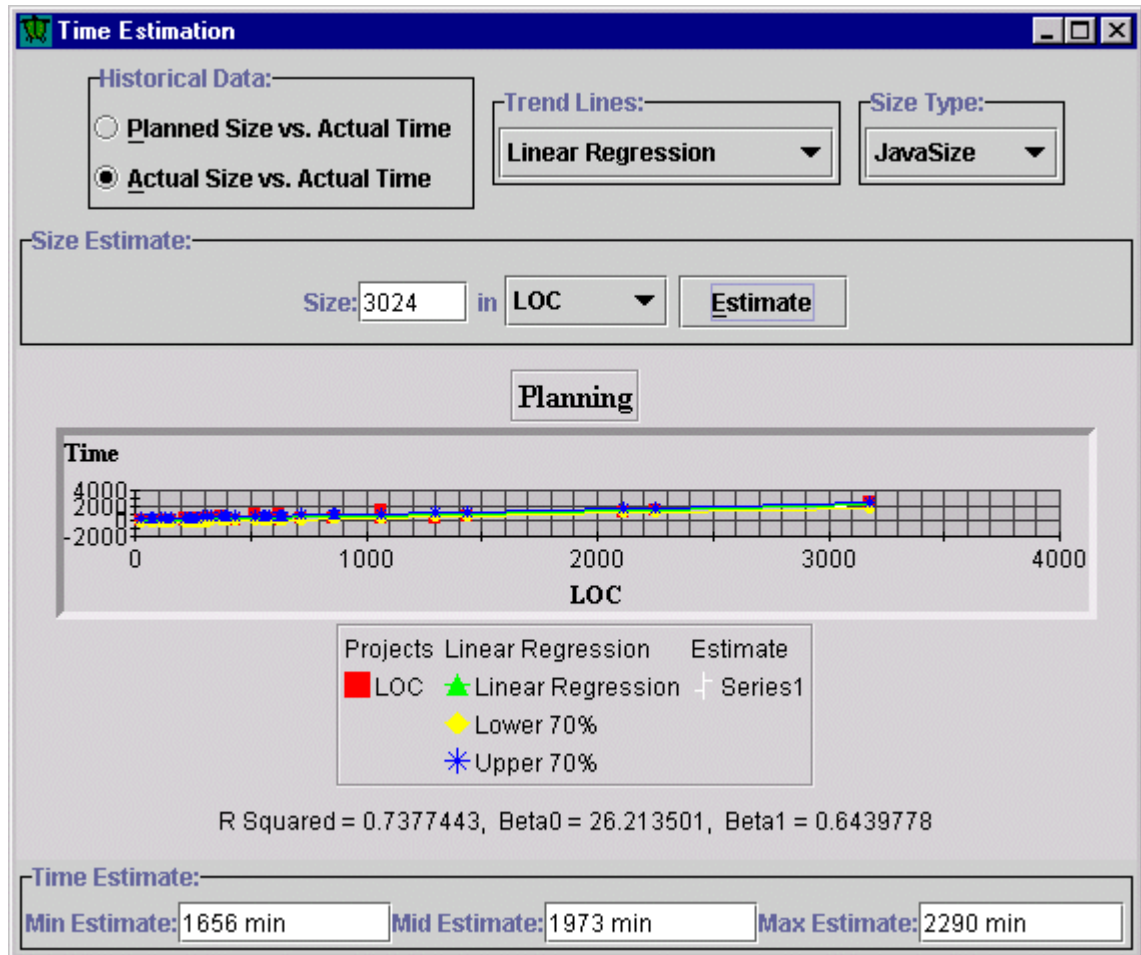 Time Estimation
Historical Data:
Planned Size vs. Actual Time
Actual Size vs. Actual Time
Trend Lines:
Linear Regression
Size Type:
JavaSize
Size Estimate:
Size: 3024 in LOC Estimate
Planning
Time
4000
2000
0
-2000
0 1000 2000 3000 4000
LOC
Projects Linear Regression Estimate
LOC Linear Regression Series1
Lower 70%
Upper 70%
R Squared = 0.7377443, Beta0 = 26.213501, Beta1 = 0.6439778
Time Estimate:
Min Estimate: 1656 min Mid Estimate: 1973 min Max Estimate: 2290 min